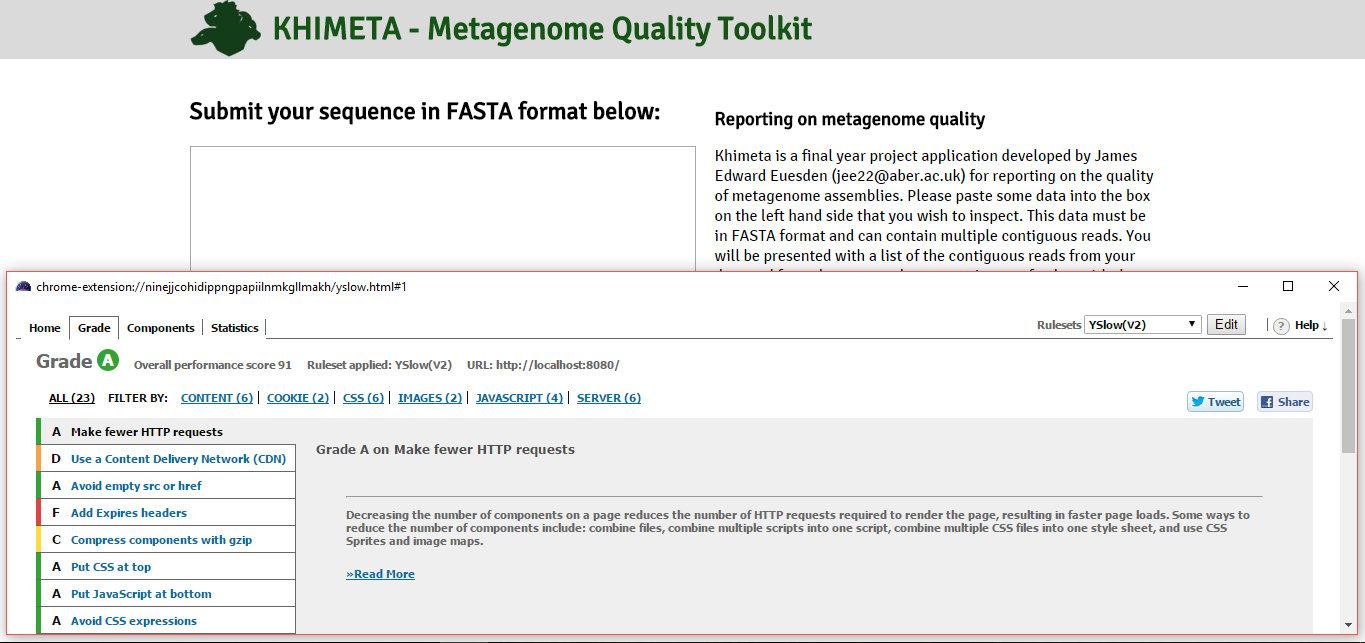 KHIMETA - Metagenome Quality Toolkit
Submit your sequence in FASTA format below:
Reporting on metagenome quality
Khimeta is a final year project application developed by James
Edward Euesden (jee22@aber.ac.uk) for reporting on the quality
of metagenome assemblies. Please paste some data into the box
on the left hand side that you wish to inspect. This data must be
in FASTA format and can contain multiple contiguous reads. You
will be presented with a list of the contiguous reads from your
chrome-extension://ninejjcohidippngpapiilnmkgllmakh/yslow.html#1
Home Grade Components Statistics
Rulesets YSlow(V2) Edit ? Help ↓
Grade A Overall performance score 91 Ruleset applied: YSlow(V2) URL: http://localhost:8080/
ALL (23) FILTER BY: CONTENT (6) COOKIE (2) CSS (6) IMAGES (2) JAVASCRIPT (4) SERVER (6)
Tweet Share
A Make fewer HTTP requests
D Use a Content Delivery Network (CDN)
A Avoid empty src or href
F Add Expires headers
C Compress components with gzip
A Put CSS at top
A Put JavaScript at bottom
A Avoid CSS expressions
Grade A on Make fewer HTTP requests
Decreasing the number of components on a page reduces the number of HTTP requests required to render the page, resulting in faster page loads. Some ways to
reduce the number of components include: combine files, combine multiple scripts into one script, combine multiple CSS files into one style sheet, and use CSS
Sprites and image maps.
»Read More